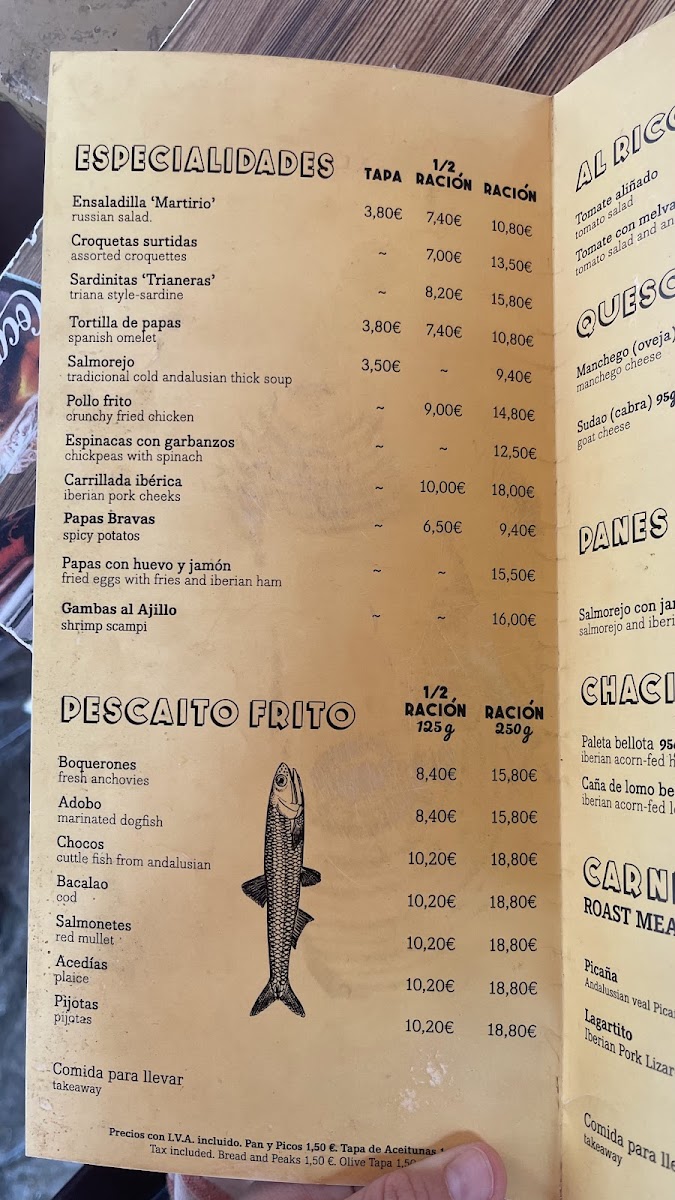 ESPECIALIDADES
TAPA 1/2 RACIÓN RACIÓN
Ensaladilla ‘Martirio’
russian salad. 3,80€ 7,40€ 10,80€
Croquetas surtidas
assorted croquettes ~ 7,00€ 13,50€
Sardinitas ‘Trianeras’
triana style-sardine ~ 8,20€ 15,80€
Tortilla de papas 3,80€ 7,40€ 10,80€
spanish omelet
Salmorejo 3,50€ ~ 9,40€
tradicional cold andalusian thick soup
Pollo frito ~ 9,00€ 14,80€
crunchy fried chicken
Espinacas con garbanzos ~ ~ 12,50€
chickpeas with spinach
Carrillada ibérica ~ 10,00€ 18,00€
iberian pork cheeks
Papas Bravas ~ 6,50€ 9,40€
spicy potatos
Papas con huevo y jamón ~ ~ 15,50€
fried eggs with fries and iberian ham
Gambas al Ajillo ~ ~ 16,00€
shrimp scampi
PESCAITO FRITO
1/2 RACIÓN 125g RACIÓN 250g
Boquerones 8,40€ 15,80€
fresh anchovies
Adobo 8,40€ 15,80€
marinated dogfish
Chocos 10,20€ 18,80€
cuttle fish from andalusian
Bacalao 10,20€ 18,80€
cod
Salmonetes 10,20€ 18,80€
red mullet
Acedías 10,20€ 18,80€
plaice
Pijotas 10,20€ 18,80€
pijotas
Comida para llevar
takeaway
Precios con I.V.A. incluido. Pan y Picos 1,50 €. Tapa de Aceitunas
Tax included. Bread and Peaks 1,50 €. Olive Tapa 1,50
AL
Tomate aliñado
tomato salad
Tomate con melva
tomato salad and
Manchego (oveja)
manchego cheese
Sudao (cabra) 95g
goat cheese
PANES
Salmorejo con
salmorejo and
Paleta bellota
iberian acorn-fed
Caña de lomo
iberian acorn-fed
ROAST
Picaña
Andalussian veal
Lagartito
Iberian Pork
Comida para
takeaway